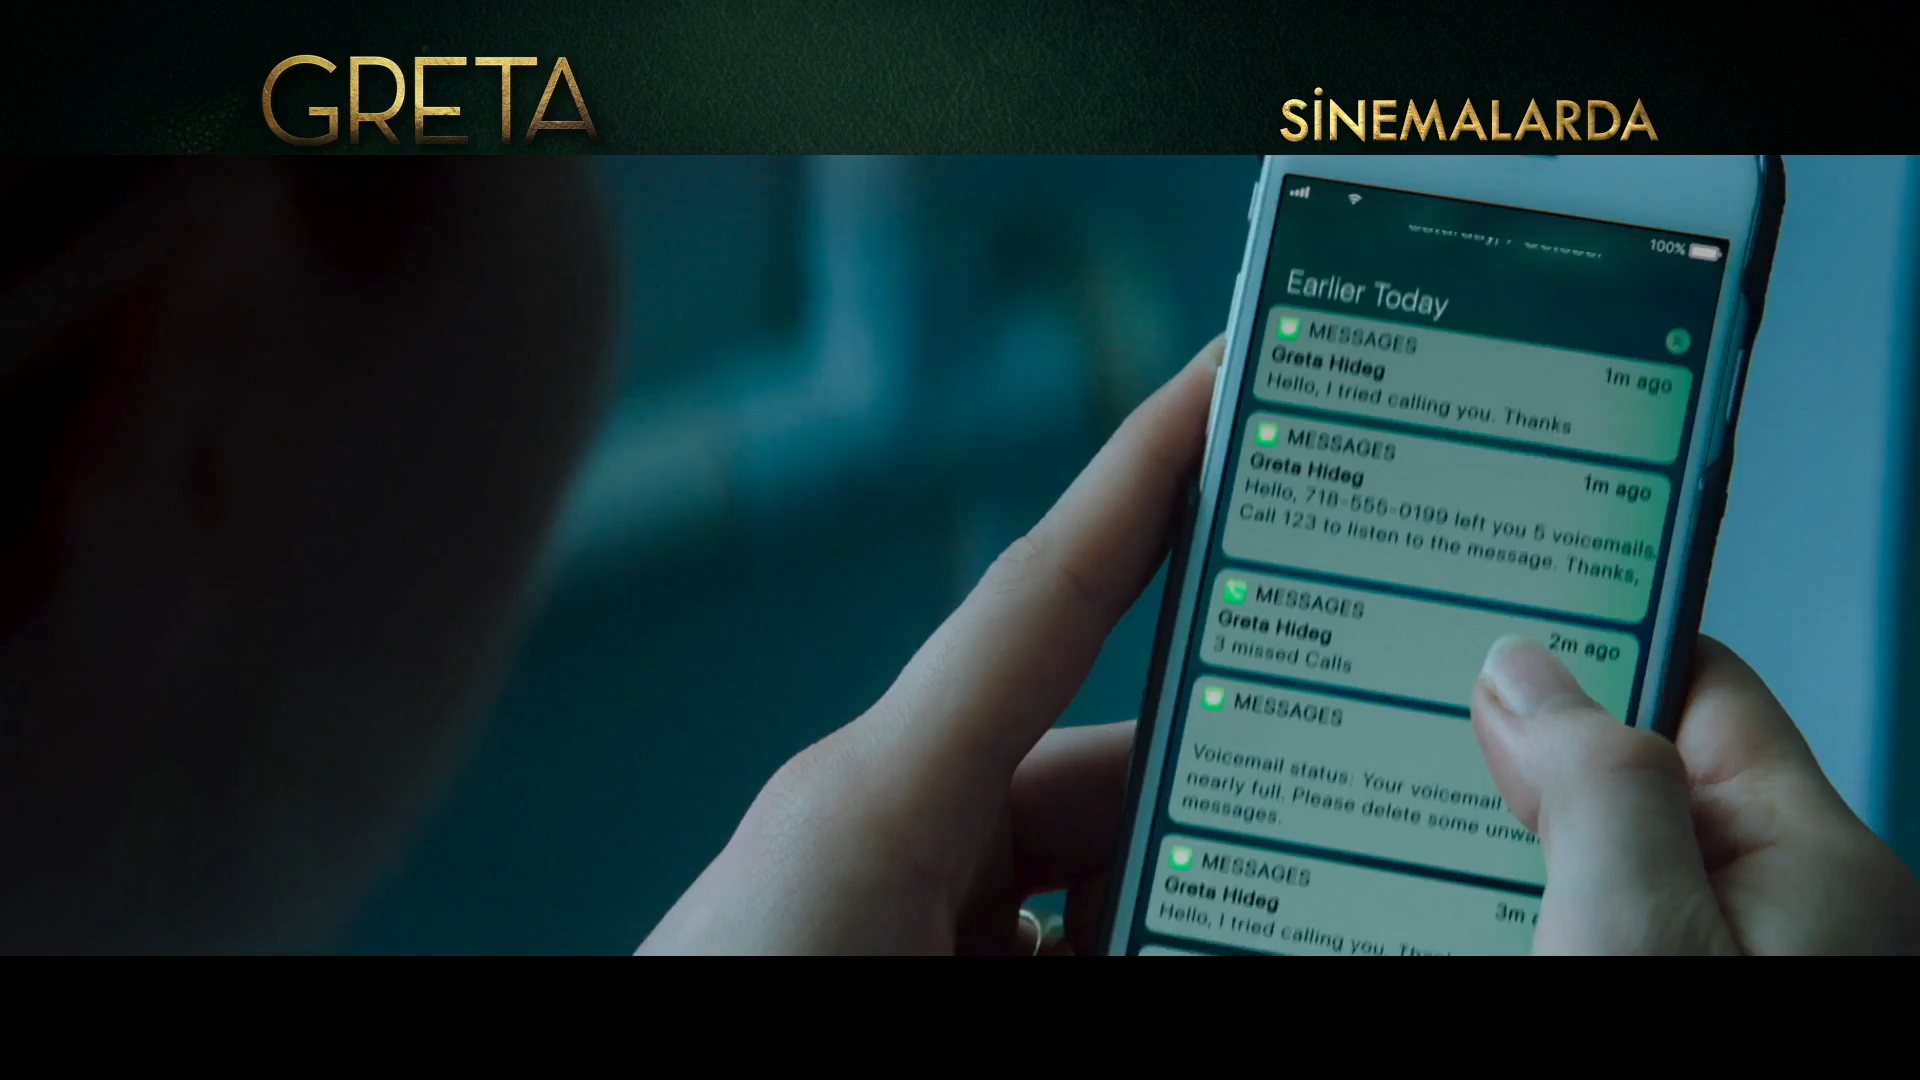 GRETA
SİNEMALARDA
100%
Earlier Today
MESSAGES
Greta Hideg
1m ago
Hello, I tried calling you. Thanks
MESSAGES
Greta Hideg
1m ago
Hello, 718-555-0199 left you 5 voicemails.
Call 123 to listen to the message. Thanks,
MESSAGES
Greta Hideg
2m ago
3 missed Calls
MESSAGES
Voicemail status: Your voicemail
nearly full. Please delete some
messages.
MESSAGES
Greta Hideg
3m
Hello, I tried calling you.